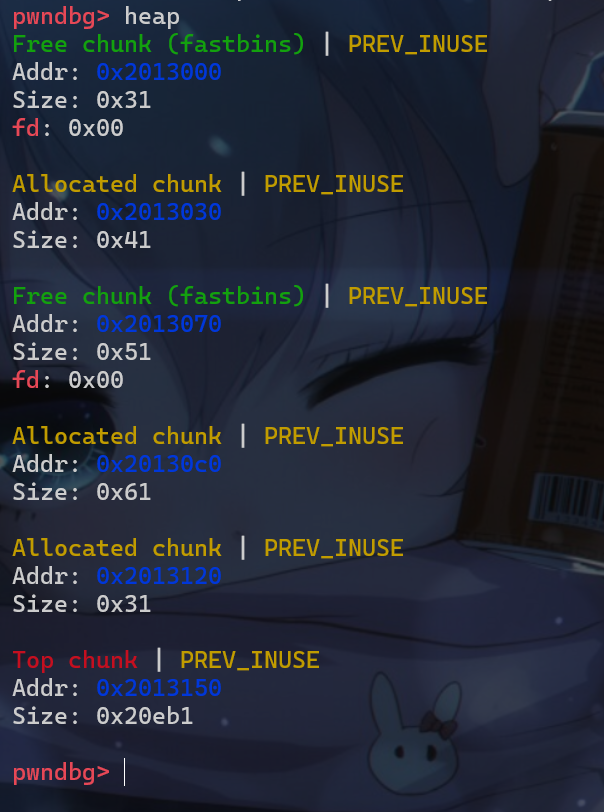 pwndbg> heap
Free chunk (fastbins) | PREV_INUSE
Addr: 0x2013000
Size: 0x31
fd: 0x00
Allocated chunk | PREV_INUSE
Addr: 0x2013030
Size: 0x41
Free chunk (fastbins) | PREV_INUSE
Addr: 0x2013070
Size: 0x51
fd: 0x00
Allocated chunk | PREV_INUSE
Addr: 0x20130c0
Size: 0x61
Allocated chunk | PREV_INUSE
Addr: 0x2013120
Size: 0x31
Top chunk | PREV_INUSE
Addr: 0x2013150
Size: 0x20eb1
pwndbg>